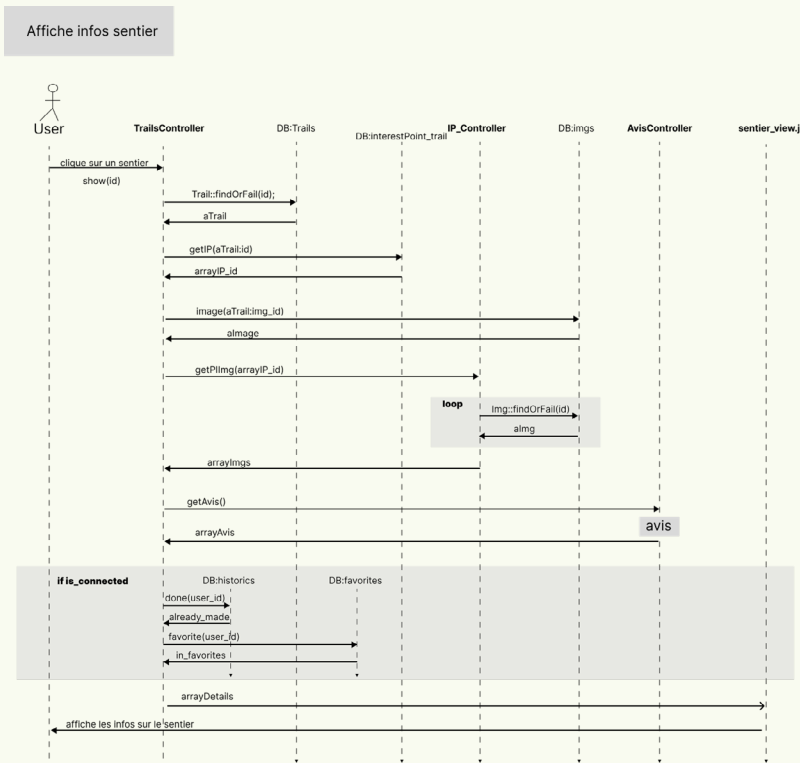 Affiche infos sentier
User
TrailsController
DB:Trails
DB:interestPoint_trail
IP_Controller
DB:imgs
AvisController
sentier_view.j
clique sur un sentier
show(id)
Trail::findOrFail(id);
aTrail
getIP(aTrail:id)
arrayIP_id
image(aTrail:img_id)
aImage
getPIImg(arrayIP_id)
loop
Img::findOrFail(id)
aImg
arrayImgs
getAvis()
avis
arrayAvis
if is_connected
DB:historics
DB:favorites
done(user_id)
already_made
favorite(user_id)
in_favorites
arrayDetails
affiche les infos sur le sentier